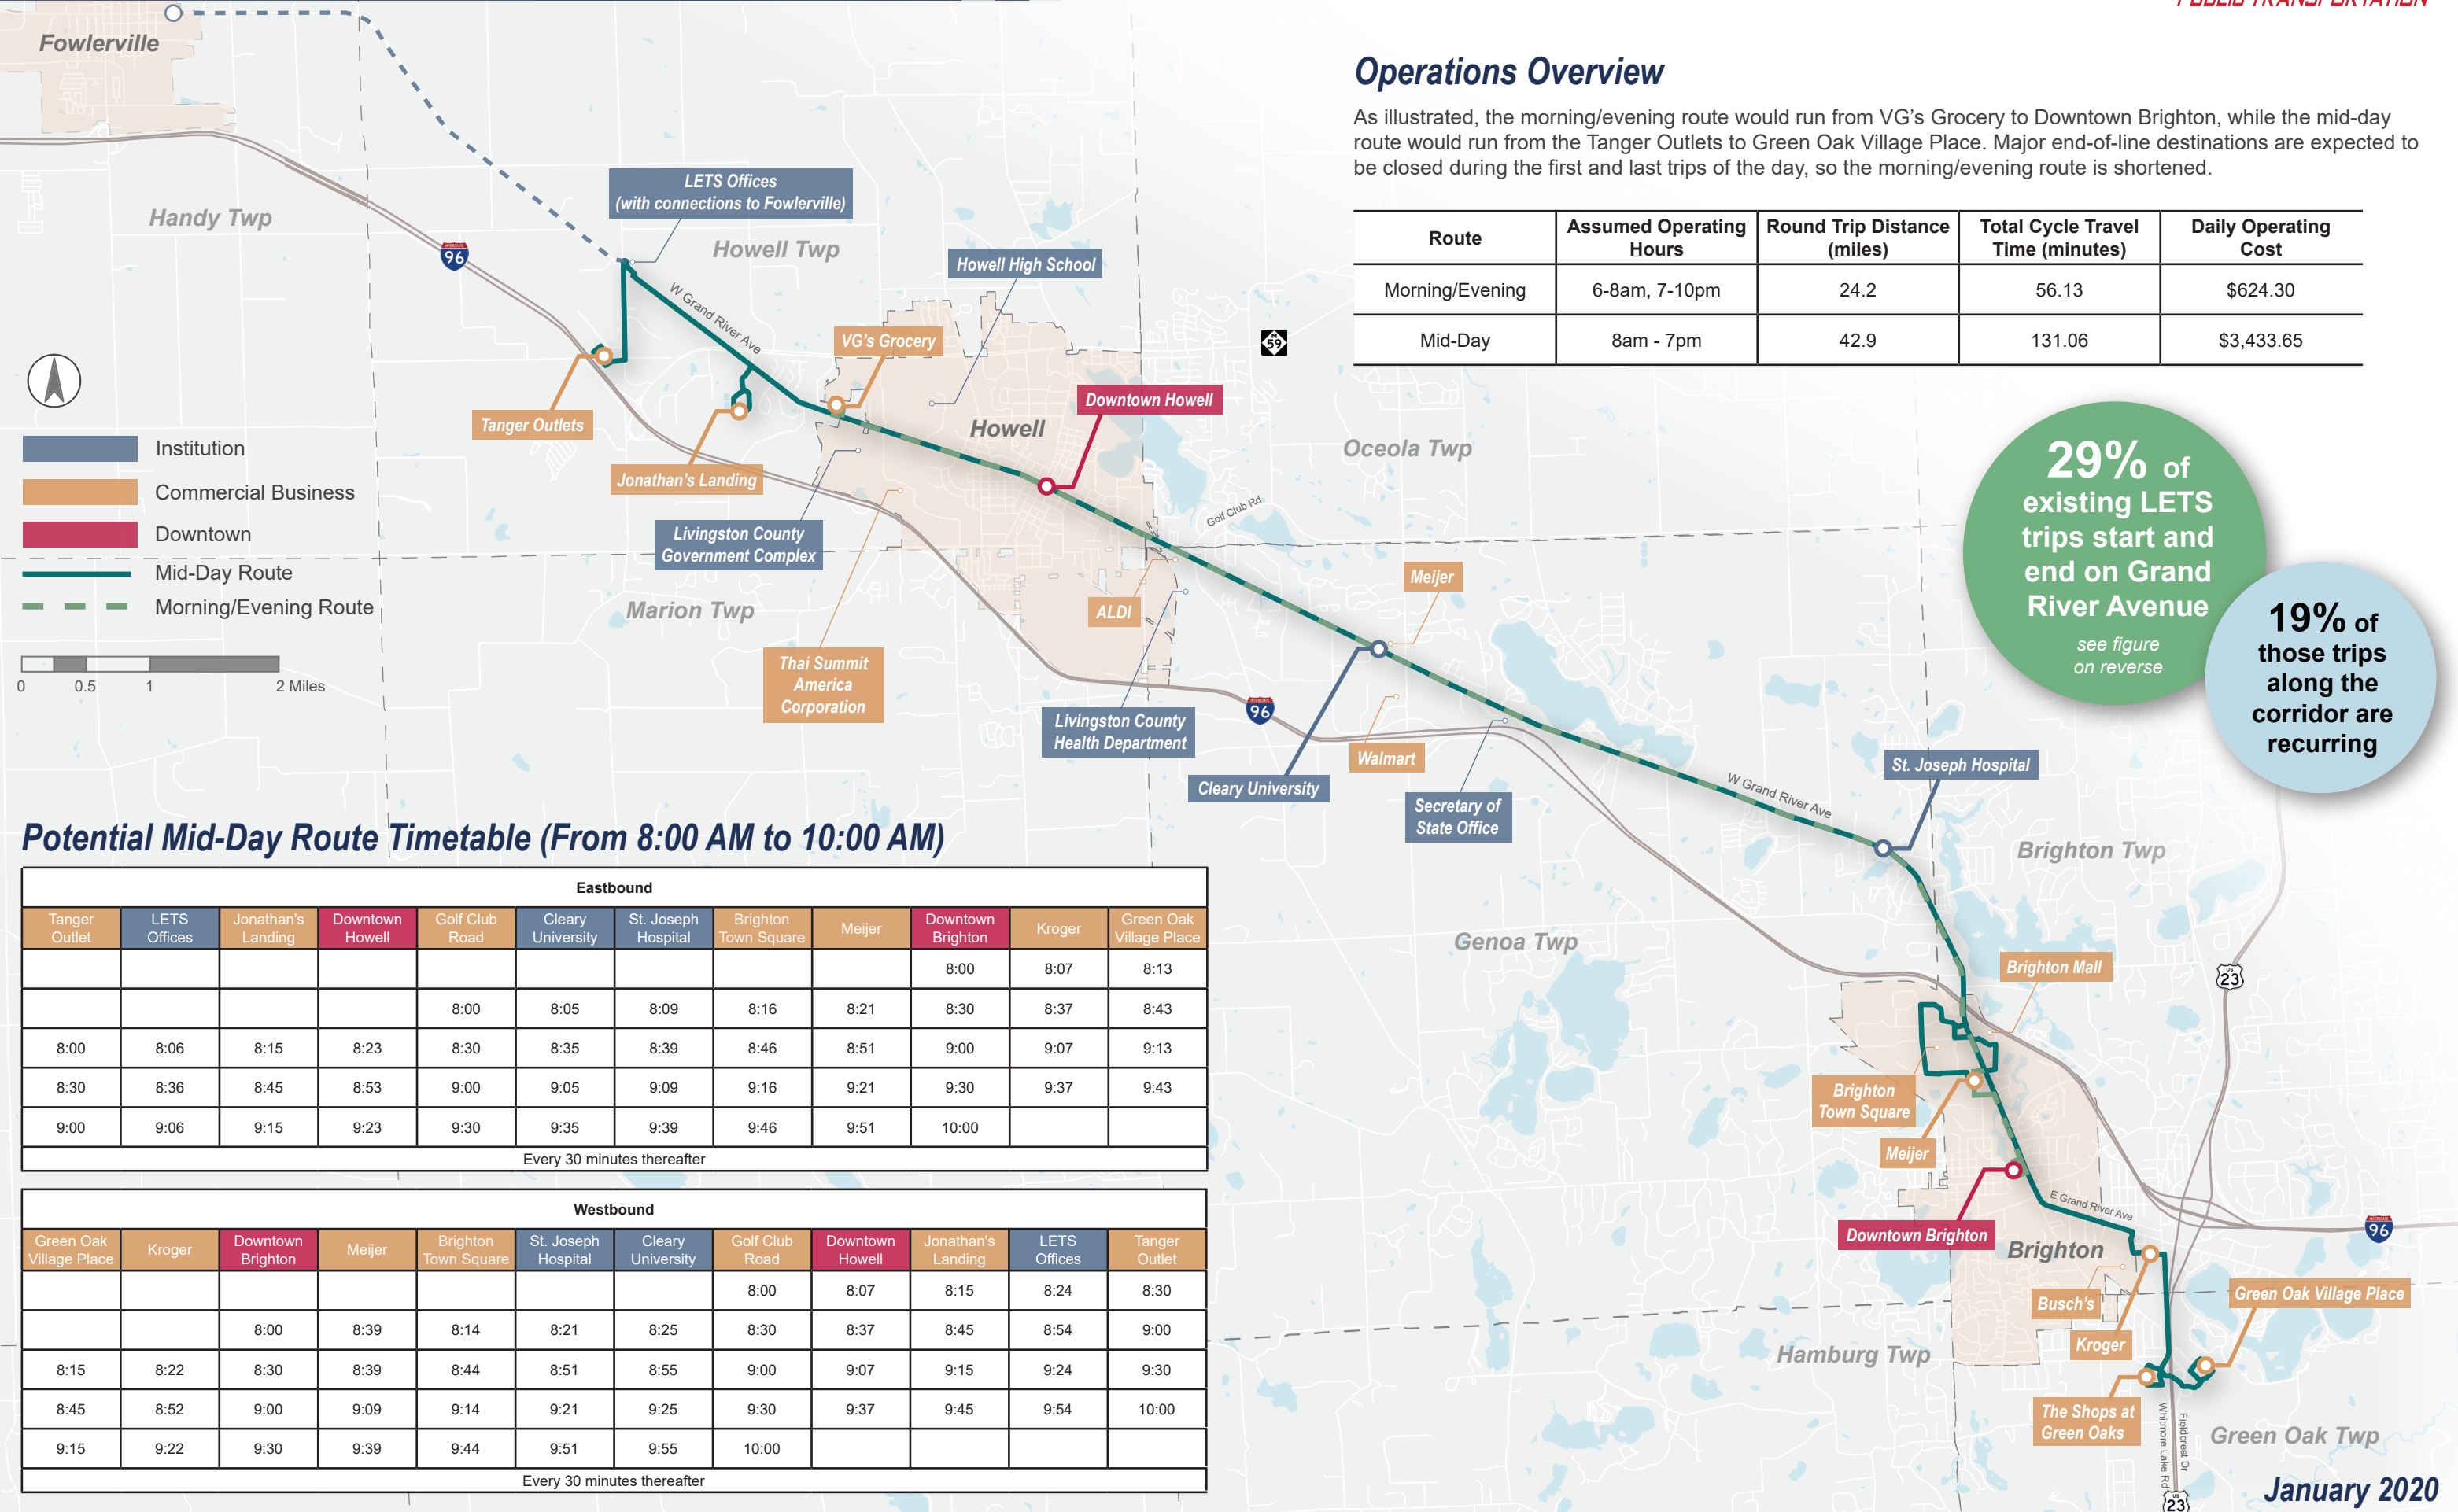 PUBLIC TRANSPORTATION
Fowlerville
Handy Twp
96
LETS Offices
(with connections to Fowlerville)
Howell Twp
Howell High School
W Grand River Ave
VG's Grocery
59
Tanger Outlets
Jonathan's Landing
Howell
Downtown Howell
Oceola Twp
Golf Club Rd
Livingston County
Government Complex
Marion Twp
Thai Summit
America
Corporation
ALDI
Livingston County
Health Department
Meijer
96
Cleary University
Walmart
Secretary of
State Office
W Grand River Ave
St. Joseph Hospital
Brighton Twp
Genoa Twp
Brighton Mall
23
Brighton
Town Square
Meijer
Downtown Brighton
Brighton
E Grand River Ave
96
Busch's
Kroger
Green Oak Village Place
Hamburg Twp
The Shops at
Green Oaks
Whitmore Lake Rd
Fieldcrest Dr
23
Green Oak Twp
Institution
Commercial Business
Downtown
Mid-Day Route
Morning/Evening Route
0 0.5 1 2 Miles
Operations Overview
As illustrated, the morning/evening route would run from VG's Grocery to Downtown Brighton, while the mid-day
route would run from the Tanger Outlets to Green Oak Village Place. Major end-of-line destinations are expected to
be closed during the first and last trips of the day, so the morning/evening route is shortened.
Route Assumed Operating Hours Round Trip Distance (miles) Total Cycle Travel Time (minutes) Daily Operating Cost
Morning/Evening 6-8am, 7-10pm 24.2 56.13 $624.30
Mid-Day 8am - 7pm 42.9 131.06 $3,433.65
29% of
existing LETS
trips start and
end on Grand
River Avenue
see figure
on reverse
19% of
those trips
along the
corridor are
recurring
Potential Mid-Day Route Timetable (From 8:00 AM to 10:00 AM)
Eastbound
Tanger Outlet LETS Offices Jonathan's Landing Downtown Howell Golf Club Road Cleary University St. Joseph Hospital Brighton Town Square Meijer Downtown Brighton Kroger Green Oak Village Place
8:00 8:07 8:13
8:00 8:05 8:09 8:16 8:21 8:30 8:37 8:43
8:00 8:06 8:15 8:23 8:30 8:35 8:39 8:46 8:51 9:00 9:07 9:13
8:30 8:36 8:45 8:53 9:00 9:05 9:09 9:16 9:21 9:30 9:37 9:43
9:00 9:06 9:15 9:23 9:30 9:35 9:39 9:46 9:51 10:00
Every 30 minutes thereafter
Westbound
Green Oak Village Place Kroger Downtown Brighton Meijer Brighton Town Square St. Joseph Hospital Cleary University Golf Club Road Downtown Howell Jonathan's Landing LETS Offices Tanger Outlet
8:00 8:07 8:15 8:24 8:30
8:00 8:39 8:14 8:21 8:25 8:30 8:37 8:45 8:54 9:00
8:15 8:22 8:30 8:39 8:44 8:51 8:55 9:00 9:07 9:15 9:24 9:30
8:45 8:52 9:00 9:09 9:14 9:21 9:25 9:30 9:37 9:45 9:54 10:00
9:15 9:22 9:30 9:39 9:44 9:51 9:55 10:00
Every 30 minutes thereafter
January 2020